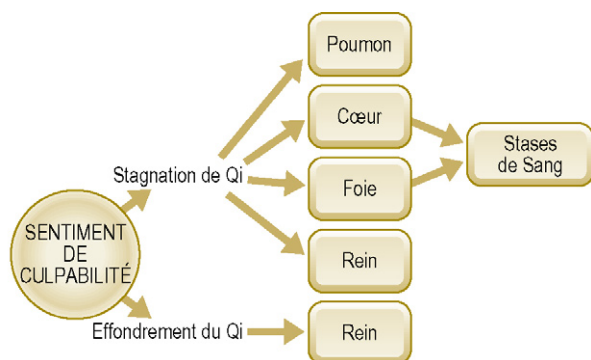 Poumon
Cœur
Stases
de Sang
Stagnation de Qi
Foie
SENTIMENT
DE
CULPABILITÉ
Rein
Effondrement du Qi
Rein